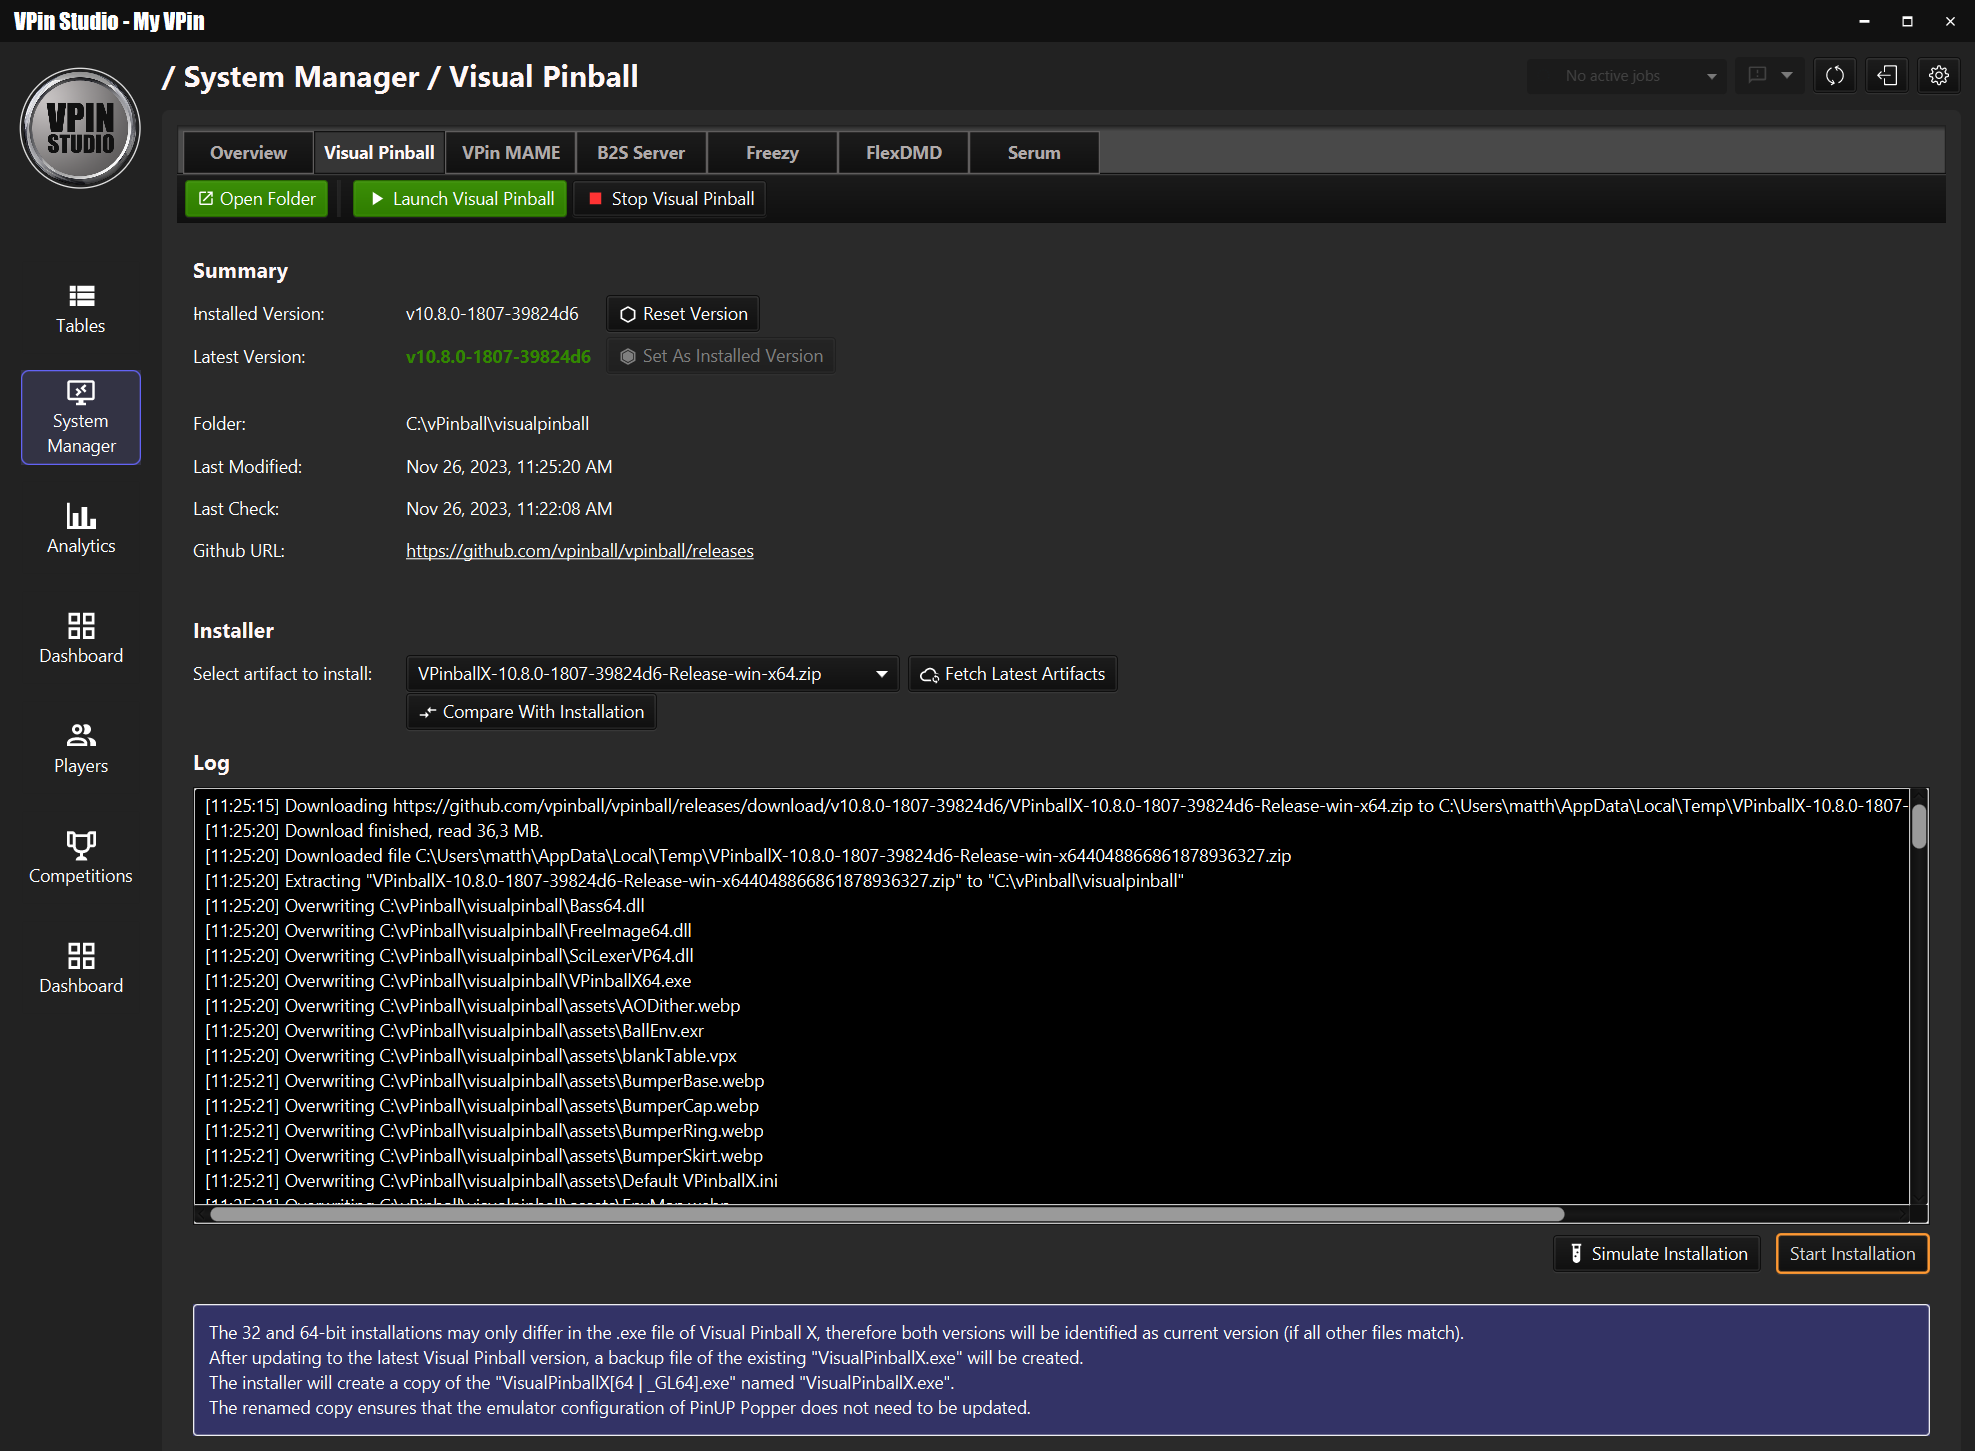 VPin Studio - My VPin
VPIN
STUDIO
/ System Manager / Visual Pinball
No active jobs
Overview
Visual Pinball
VPin MAME
B2S Server
Freezy
FlexDMD
Serum
Open Folder
Launch Visual Pinball
Stop Visual Pinball
Tables
System
Manager
Analytics
Dashboard
Players
Competitions
Dashboard
Summary
Installed Version: v10.8.0-1807-39824d6 Reset Version
Latest Version: v10.8.0-1807-39824d6 Set As Installed Version
Folder: C:\vPinball\visualpinball
Last Modified: Nov 26, 2023, 11:25:20 AM
Last Check: Nov 26, 2023, 11:22:08 AM
Github URL: https://github.com/vpinball/vpinball/releases
Installer
Select artifact to install: VPinballX-10.8.0-1807-39824d6-Release-win-x64.zip Fetch Latest Artifacts
Compare With Installation
Log
[11:25:15] Downloading https://github.com/vpinball/vpinball/releases/download/v10.8.0-1807-39824d6/VPinballX-10.8.0-1807-39824d6-Release-win-x64.zip to C:\Users\matth\AppData\Local\Temp\VPinballX-10.8.0-1807-
[11:25:20] Download finished, read 36,3 MB.
[11:25:20] Downloaded file C:\Users\matth\AppData\Local\Temp\VPinballX-10.8.0-1807-39824d6-Release-win-x644048866861878936327.zip
[11:25:20] Extracting "VPinballX-10.8.0-1807-39824d6-Release-win-x644048866861878936327.zip" to "C:\vPinball\visualpinball"
[11:25:20] Overwriting C:\vPinball\visualpinball\Bass64.dll
[11:25:20] Overwriting C:\vPinball\visualpinball\FreeImage64.dll
[11:25:20] Overwriting C:\vPinball\visualpinball\SciLexerVP64.dll
[11:25:20] Overwriting C:\vPinball\visualpinball\VPinballX64.exe
[11:25:20] Overwriting C:\vPinball\visualpinball\assets\AODither.webp
[11:25:20] Overwriting C:\vPinball\visualpinball\assets\BallEnv.exr
[11:25:20] Overwriting C:\vPinball\visualpinball\assets\blankTable.vpx
[11:25:21] Overwriting C:\vPinball\visualpinball\assets\BumperBase.webp
[11:25:21] Overwriting C:\vPinball\visualpinball\assets\BumperCap.webp
[11:25:21] Overwriting C:\vPinball\visualpinball\assets\BumperRing.webp
[11:25:21] Overwriting C:\vPinball\visualpinball\assets\BumperSkirt.webp
[11:25:21] Overwriting C:\vPinball\visualpinball\assets\Default VPinballX.ini
[11:25:21] Overwriting C:\vPinball\visualpinball\assets\EnvMap.webp
Simulate Installation
Start Installation
The 32 and 64-bit installations may only differ in the .exe file of Visual Pinball X, therefore both versions will be identified as current version (if all other files match).
After updating to the latest Visual Pinball version, a backup file of the existing "VisualPinballX.exe" will be created.
The installer will create a copy of the "VisualPinballX[64 | _GL64].exe" named "VisualPinballX.exe".
The renamed copy ensures that the emulator configuration of PinUP Popper does not need to be updated.